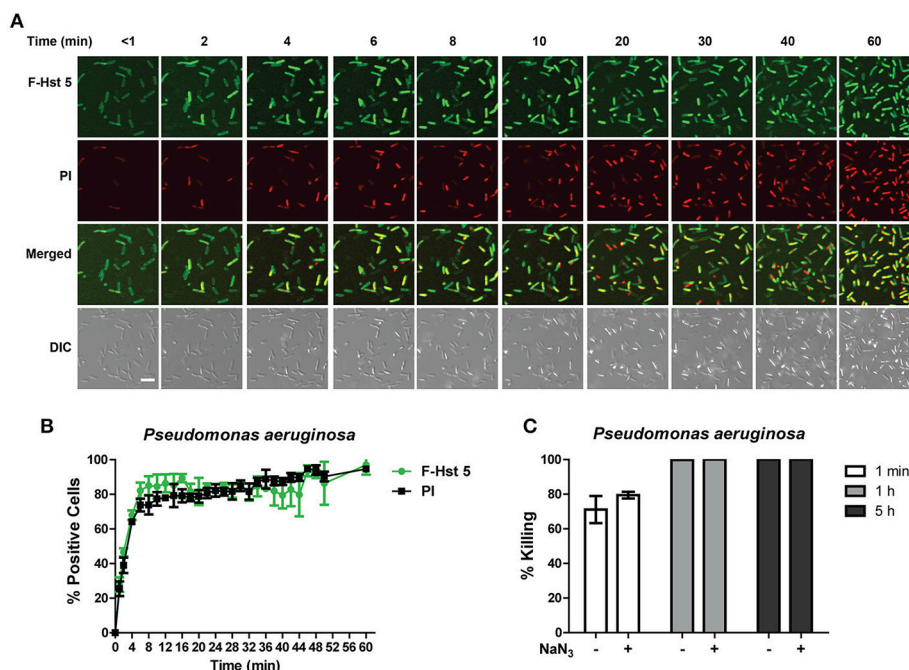 A
Time (min) <1 2 4 6 8 10 20 30 40 60
F-Hst 5
PI
Merged
DIC
B
Pseudomonas aeruginosa
100
80
60
40
20
0
% Positive Cells
F-Hst 5
PI
0 4 8 12 16 20 24 28 32 36 40 44 48 52 56 60
Time (min)
C
Pseudomonas aeruginosa
100
80
60
40
20
0
% Killing
1 min
1 h
5 h
NaN₃ - + - + - +